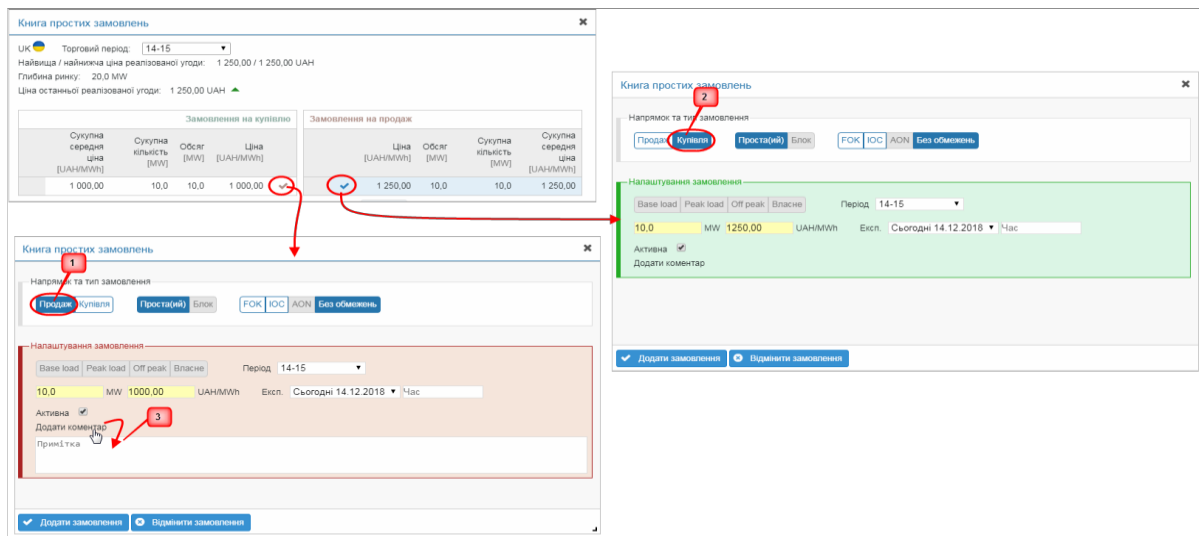 Книга простих замовлень
UK Торговий період: 14-15
Найвища / найнижча ціна реалізованої угоди: 1 250,00 / 1 250,00 UAH
Глибина ринку: 20,0 MW
Ціна останньої реалізованої угоди: 1 250,00 UAH
Замовлення на купівлю Замовлення на продаж
Сукупна середня ціна [UAH/MWh] Сукупна кількість [MW] Обсяг [MW] Ціна [UAH/MWh] Ціна [UAH/MWh] Обсяг [MW] Сукупна кількість [MW] Сукупна середня ціна [UAH/MWh]
1 000,00 10,0 10,0 1 000,00 1 250,00 10,0 10,0 1 250,00
Книга простих замовлень
2
Напрямок та тип замовлення
Продаж Купівля Проста(ий) Блок FOK IOC AON Без обмежень
Налаштування замовлення
Base load Peak load Off peak Власне Період 14-15
10,0 MW 1250,00 UAH/MWh Експ. Сьогодні 14.12.2018 Час
Активна
Додати коментар
Додати замовлення Відмінити замовлення
Книга простих замовлень
1
Напрямок та тип замовлення
Продаж Купівля Проста(ий) Блок FOK IOC AON Без обмежень
Налаштування замовлення
Base load Peak load Off peak Власне Період 14-15
10,0 MW 1000,00 UAH/MWh Експ. Сьогодні 14.12.2018 Час
Активна
3
Додати коментар
Примітка
Додати замовлення Відмінити замовлення